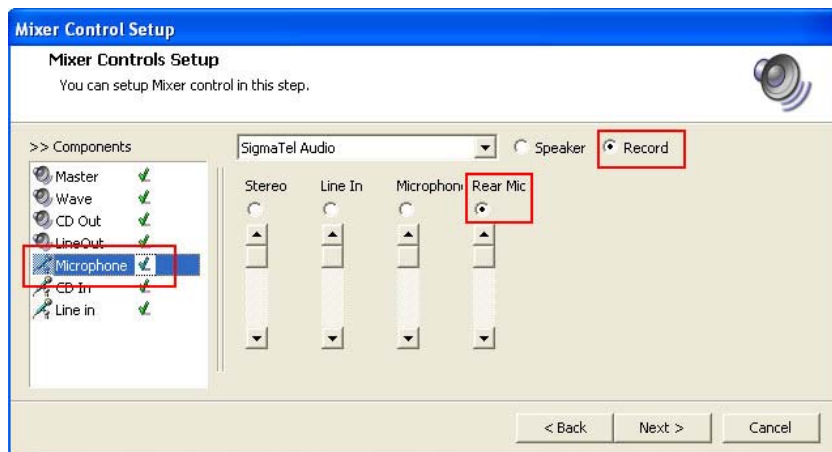 Mixer Control Setup
Mixer Controls Setup
You can setup Mixer control in this step.
>> Components
SigmaTel Audio
Speaker
Record
Master
Wave
CD Out
LineOut
Microphone
CD In
Line in
Stereo
Line In
Microphon
Rear Mic
< Back
Next >
Cancel